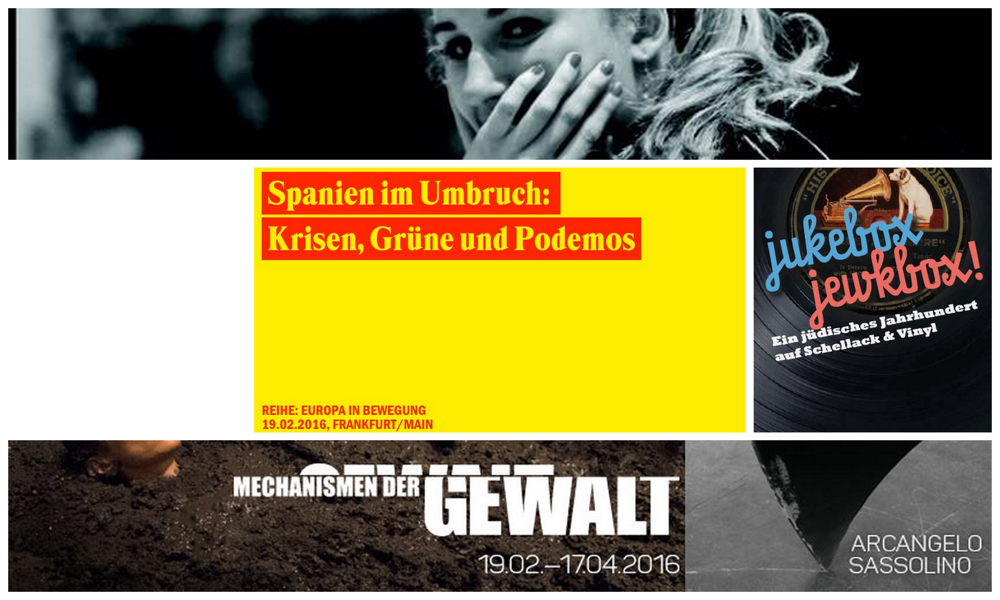 Spanien im Umbruch:
Krisen, Grüne und Podemos
REIHE: EUROPA IN BEWEGUNG
19.02.2016, FRANKFURT/MAIN
jukebox
jewkbox!
Ein jüdisches Jahrhundert
auf Schellack & Vinyl
MECHANISMEN DER
GEWALT
19.02.–17.04.2016
ARCANGELO
SASSOLINO